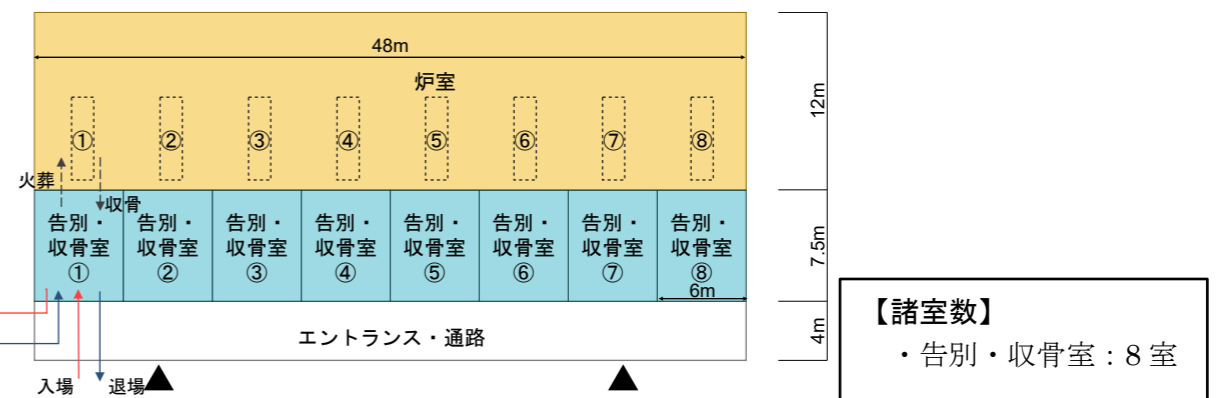 48m
炉室
12m
① ② ③ ④ ⑤ ⑥ ⑦ ⑧
火葬
収骨
告別・
収骨室
①
告別・
収骨室
②
告別・
収骨室
③
告別・
収骨室
④
告別・
収骨室
⑤
告別・
収骨室
⑥
告別・
収骨室
⑦
告別・
収骨室
⑧
6m
7.5m
エントランス・通路
4m
入場
退場
【諸室数】
・告別・収骨室：8 室